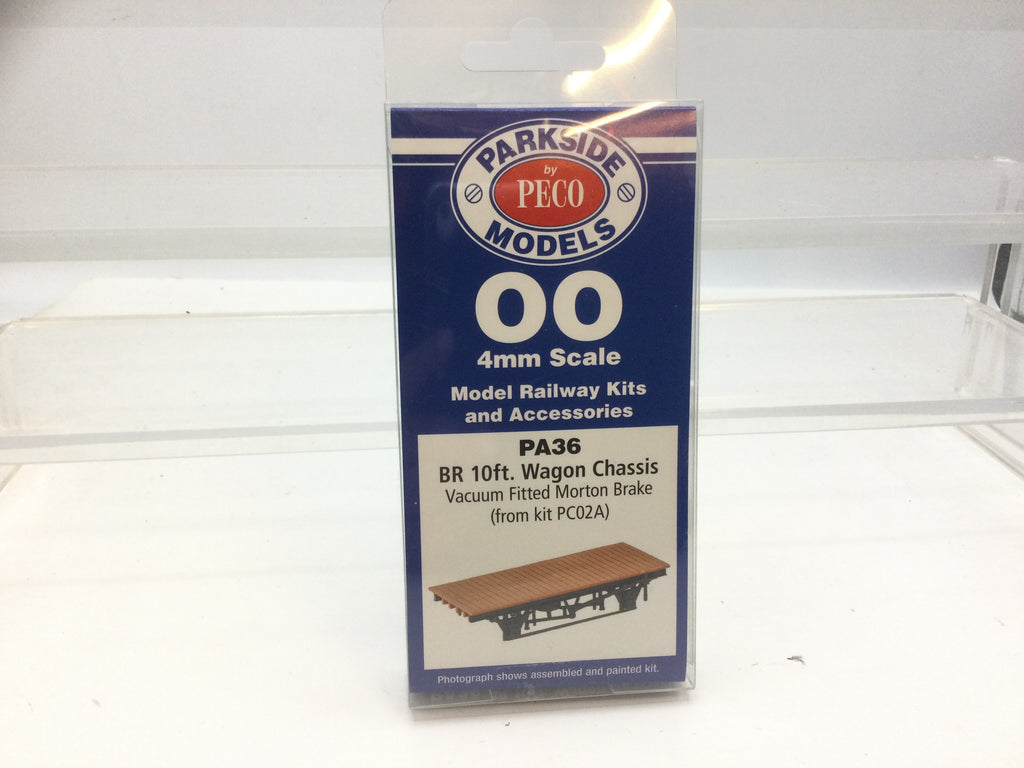 PARKSIDE
by
PECO
MODELS
OO
4mm Scale
Model Railway Kits
and Accessories
PA36
BR 10ft. Wagon Chassis
Vacuum Fitted Morton Brake
(from kit PC02A)
Photograph shows assembled and painted kit.